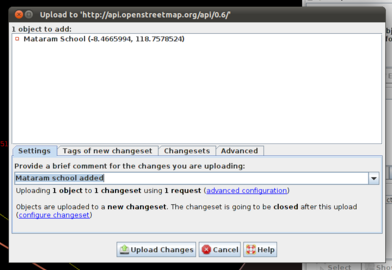 Upload to 'http://api.openstreetmap.org/api/0.6/'
1 object to add:
Mataram School (-8.4665994, 118.7578524)
Settings Tags of new changeset Changesets Advanced
Provide a brief comment for the changes you are uploading:
Mataram school added
Uploading 1 object to 1 changeset using 1 request (advanced configuration)
Objects are uploaded to a new changeset. The changeset is going to be closed after this upload
(configure changeset)
Upload Changes Cancel Help
Select